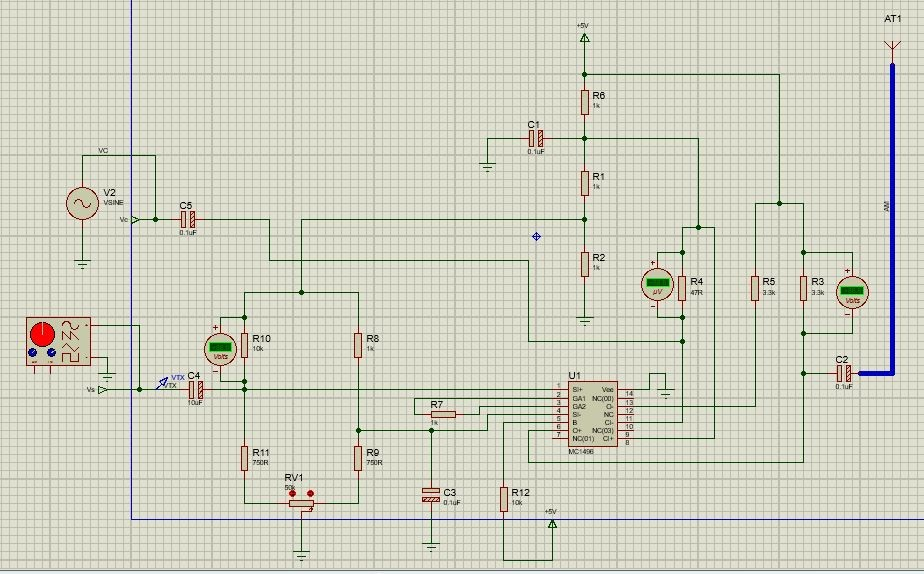 AT1
+5V
R6
1k
C1
0.1uF
VC
R1
1k
V2
VSINE
C5
0.1uF
Vc
AM
R2
1k
R4
47R
R5
3.3k
R3
3.3k
µV
Volts
R10
10k
R8
1k
Volts
C2
0.1uF
VTX
VTX
Vs
C4
10uF
U1
1 SI+ Vee 14
2 GA1 NC(00) 13
3 GA2 O- 12
4 SI- NC 11
5 B CI- 10
6 O+ NC(03) 9
7 NC(01) CI+ 8
MC1496
R7
1k
R11
750R
R9
750R
RV1
50k
C3
0.1uF
R12
10k
+5V